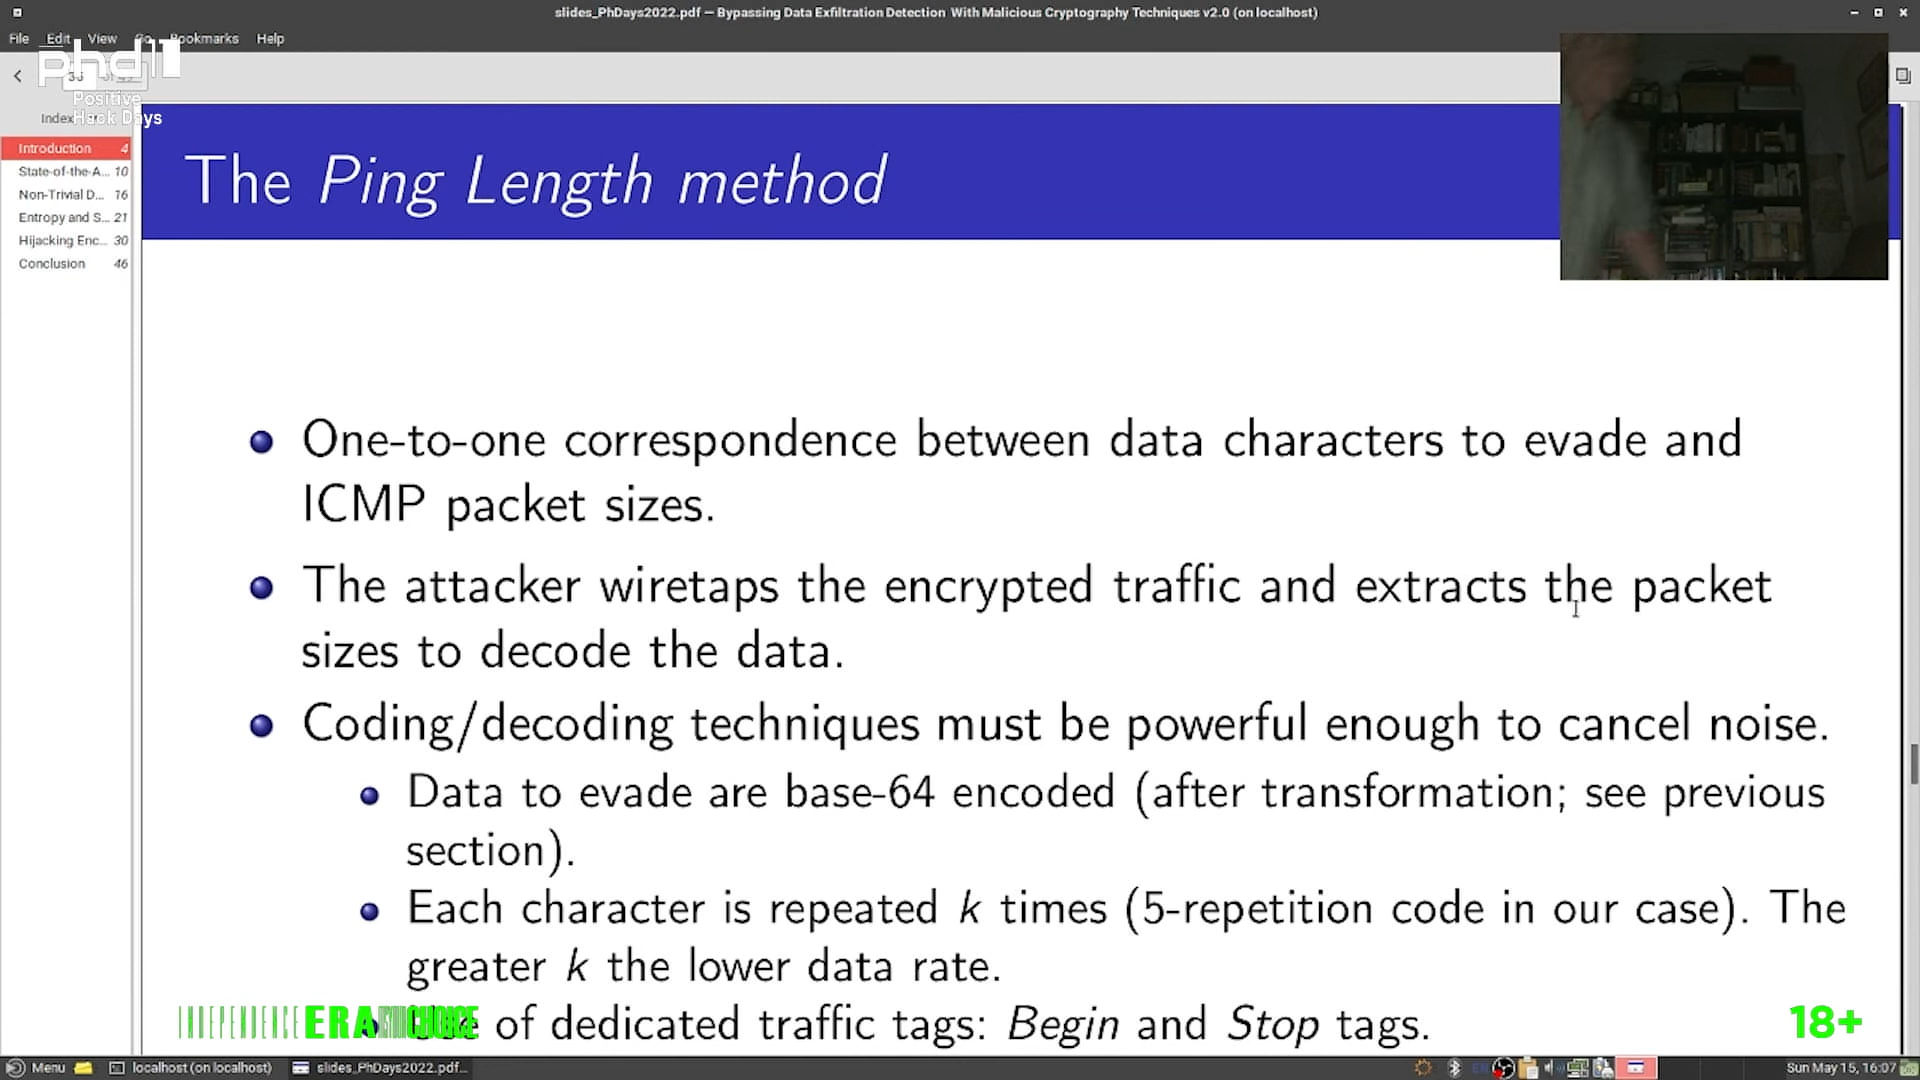 slides_PhDays2022.pdf — Bypassing Data Exfiltration Detection With Malicious Cryptography Techniques v2.0 (on localhost)
File Edit View Go Bookmarks Help
phd11
Positive
Hack Days
Index
Introduction 4
State-of-the-A... 10
Non-Trivial D... 16
Entropy and S... 21
Hijacking Enc... 30
Conclusion 46
The Ping Length method
One-to-one correspondence between data characters to evade and
ICMP packet sizes.
The attacker wiretaps the encrypted traffic and extracts the packet
sizes to decode the data.
Coding/decoding techniques must be powerful enough to cancel noise.
Data to evade are base-64 encoded (after transformation; see previous
section).
Each character is repeated k times (5-repetition code in our case). The
greater k the lower data rate.
of dedicated traffic tags: Begin and Stop tags.
INDEPENDENCE ERA CHOICE
18+
Menu localhost (on localhost) slides_PhDays2022.pdf... Sun May 15, 16:07